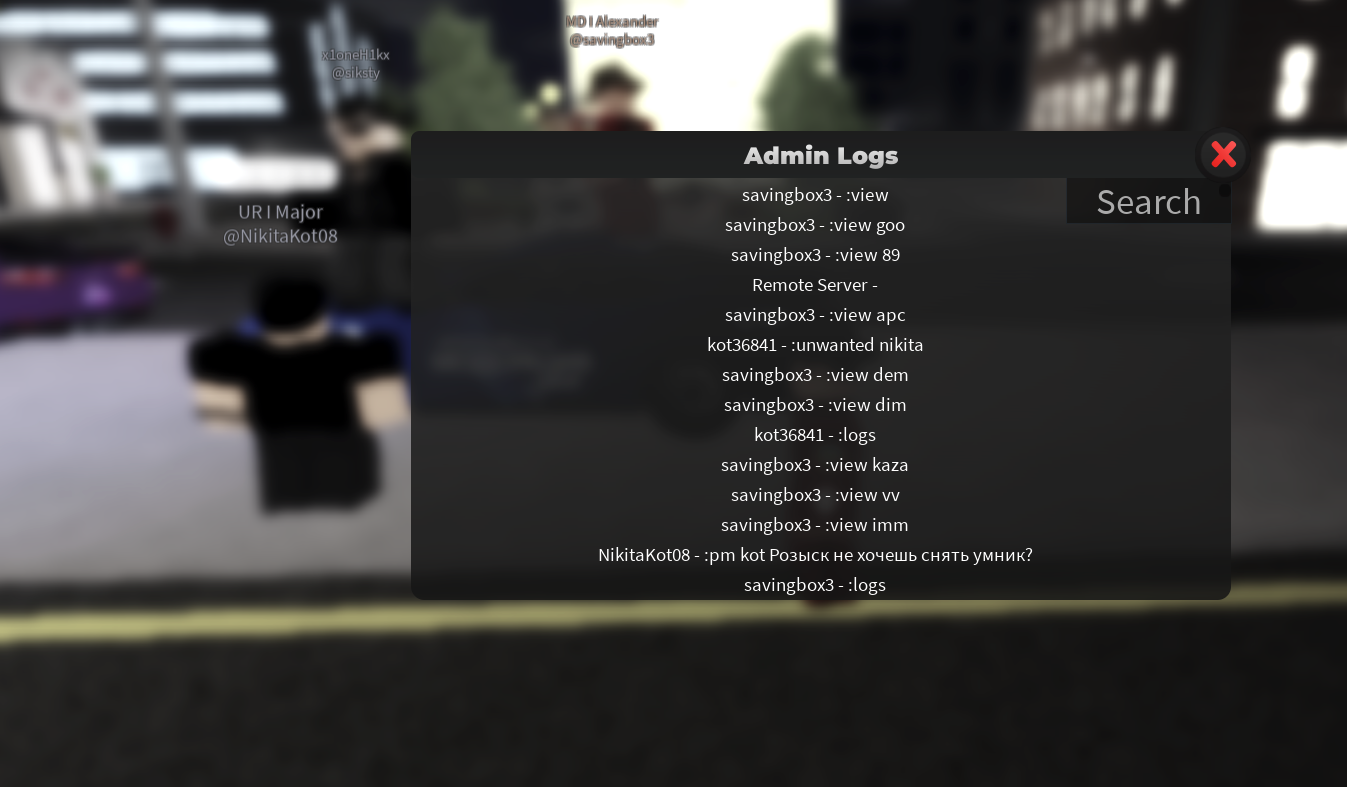 MD I Alexander
@savingbox3
x1oneH1kx
@siksty
UR I Major
@NikitaKot08
Admin Logs
Search
savingbox3 - :view
savingbox3 - :view goo
savingbox3 - :view 89
Remote Server -
savingbox3 - :view apc
kot36841 - :unwanted nikita
savingbox3 - :view dem
savingbox3 - :view dim
kot36841 - :logs
savingbox3 - :view kaza
savingbox3 - :view vv
savingbox3 - :view imm
NikitaKot08 - :pm kot Розыск не хочешь снять умник?
savingbox3 - :logs